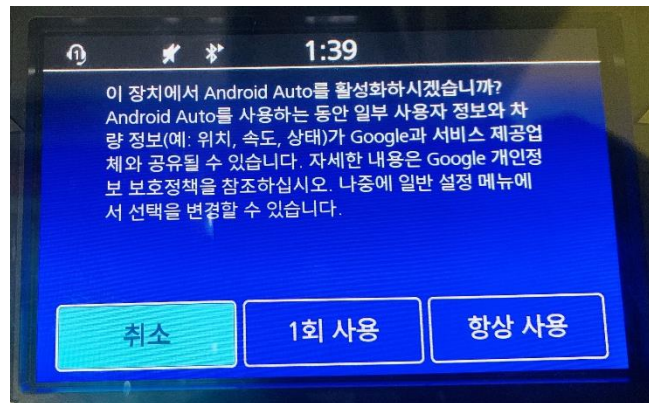 1:39
이 장치에서 Android Auto를 활성화하시겠습니까?
Android Auto를 사용하는 동안 일부 사용자 정보와 차
량 정보(예: 위치, 속도, 상태)가 Google과 서비스 제공업
체와 공유될 수 있습니다. 자세한 내용은 Google 개인정
보 보호정책을 참조하십시오. 나중에 일반 설정 메뉴에
서 선택을 변경할 수 있습니다.
취소
1회 사용
항상 사용